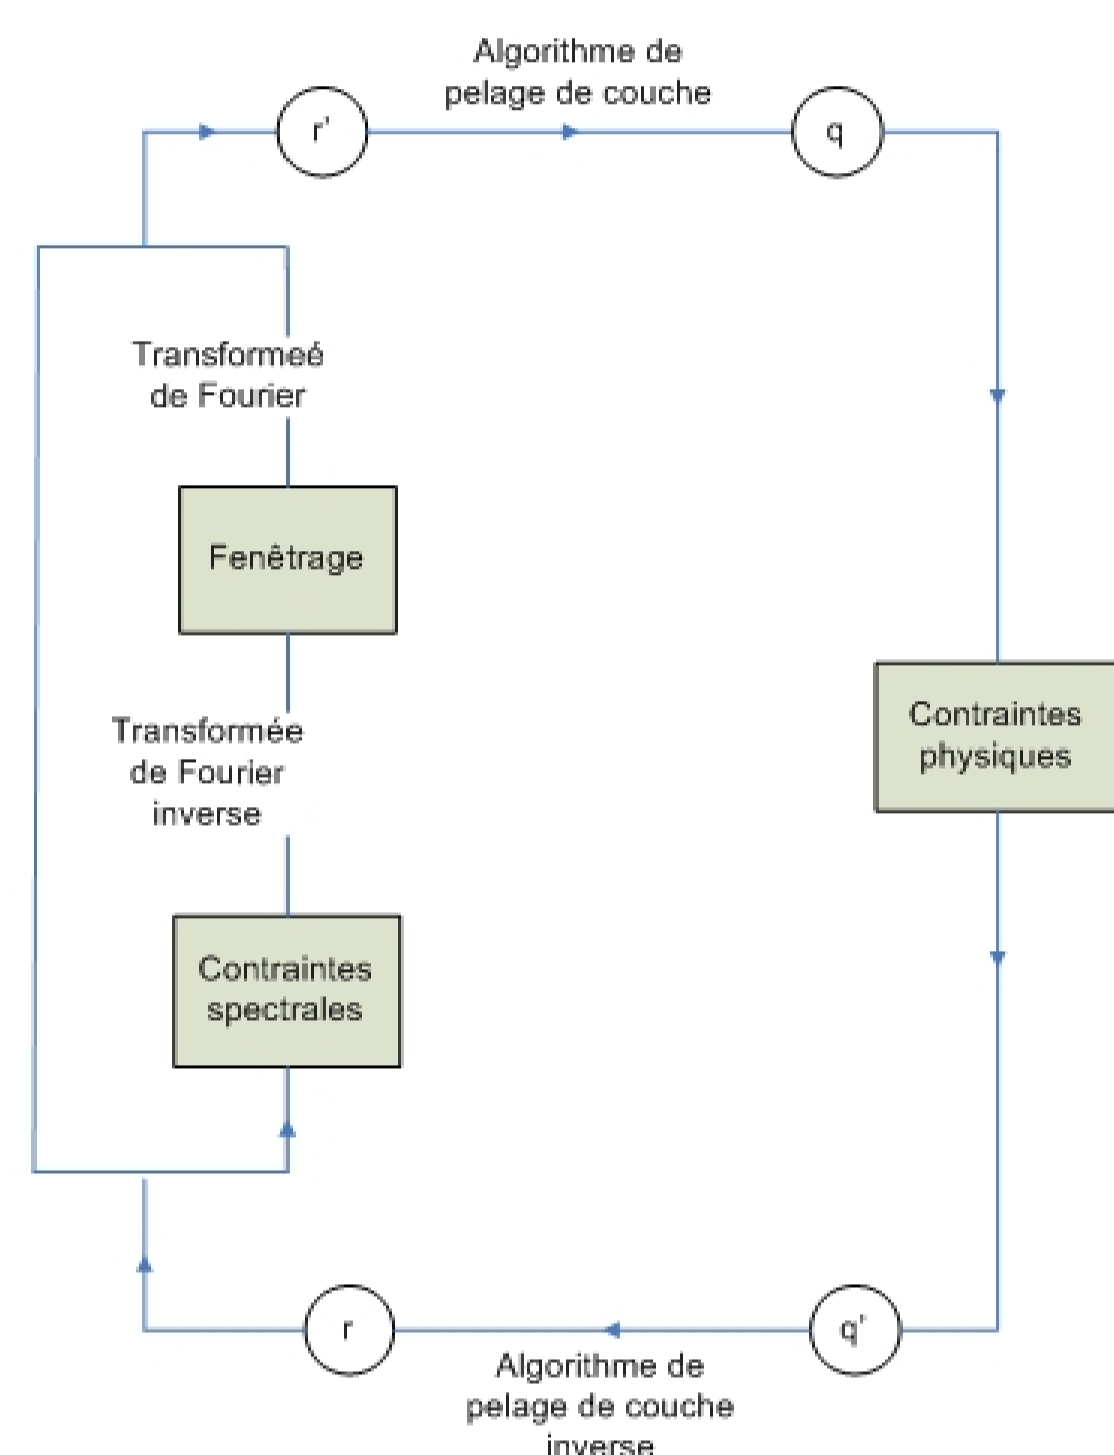 Algorithme de
pelage de couche
r'
q
Transformeé
de Fourier
Fenêtrage
Contraintes
physiques
Transformée
de Fourier
inverse
Contraintes
spectrales
r
q'
Algorithme de
pelage de couche
inverse